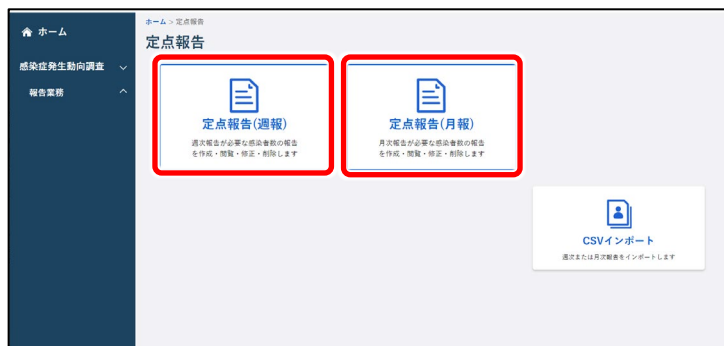 ホーム
感染症発生動向調査
報告業務
ホーム > 定点報告
定点報告
定点報告(週報)
週次報告が必要な感染者数の報告
を作成・閲覧・修正・削除します
定点報告(月報)
月次報告が必要な感染者数の報告
を作成・閲覧・修正・削除します
CSVインポート
週次または月次報告をインポートします